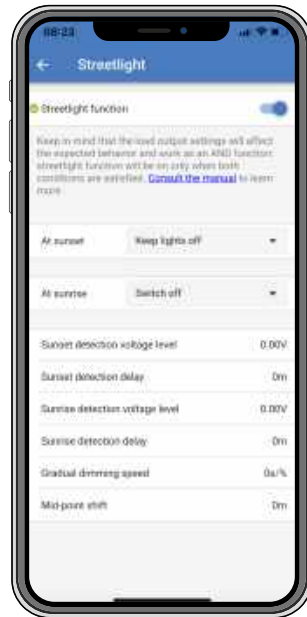 08:23
Streetlight
Streetlight function
Keep in mind that the load output settings will affect
the expected behavior and work as an AND function:
streetlight function will be on only when both
conditions are satisfied. Consult the manual to learn
more
At sunset Keep lights off
At sunrise Switch off
Sunset detection voltage level 0.00V
Sunset detection delay 0m
Sunrise detection voltage level 0.00V
Sunrise detection delay 0m
Gradual dimming speed 0s/%
Mid-point shift 0m